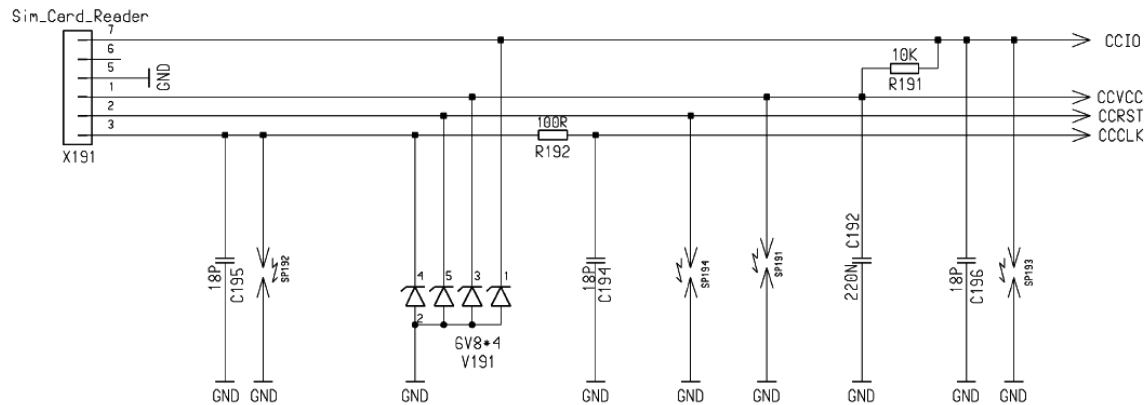 Sim_Card_Reader
7
6
5
1
2
3
X191
GND
CCIO
10K
R191
CCVCC
CCRST
CCCLK
100R
R192
18P
C195
SP192
4
5
3
1
2
6V8*4
V191
18P
C194
SP194
SP191
220N C192
18P
C196
SP193
GND GND GND GND GND GND GND GND GND